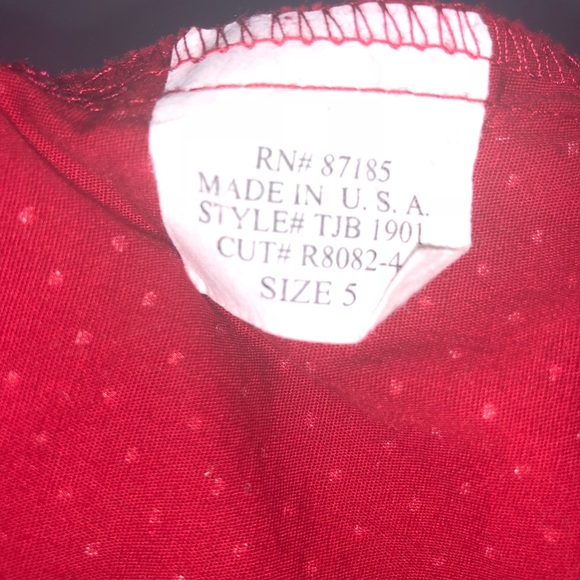 RN# 87185
MADE IN U. S. A.
STYLE# TJB 1901
CUT# R8082-4
SIZE 5